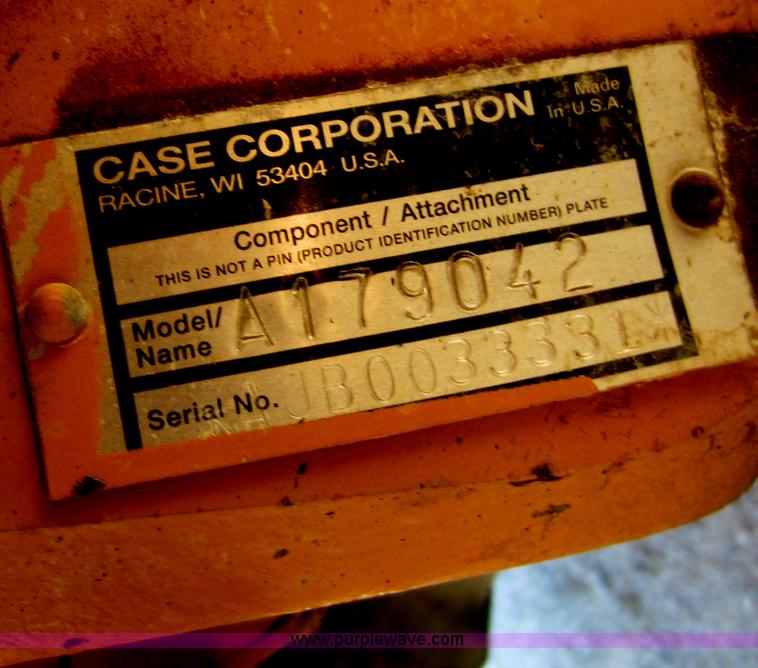 CASE CORPORATION
Made
In U.S.A.
RACINE, WI 53404 U.S.A.
Component / Attachment
THIS IS NOT A PIN (PRODUCT IDENTIFICATION NUMBER) PLATE
Model/
Name A179042
Serial No.
www.purplewave.com